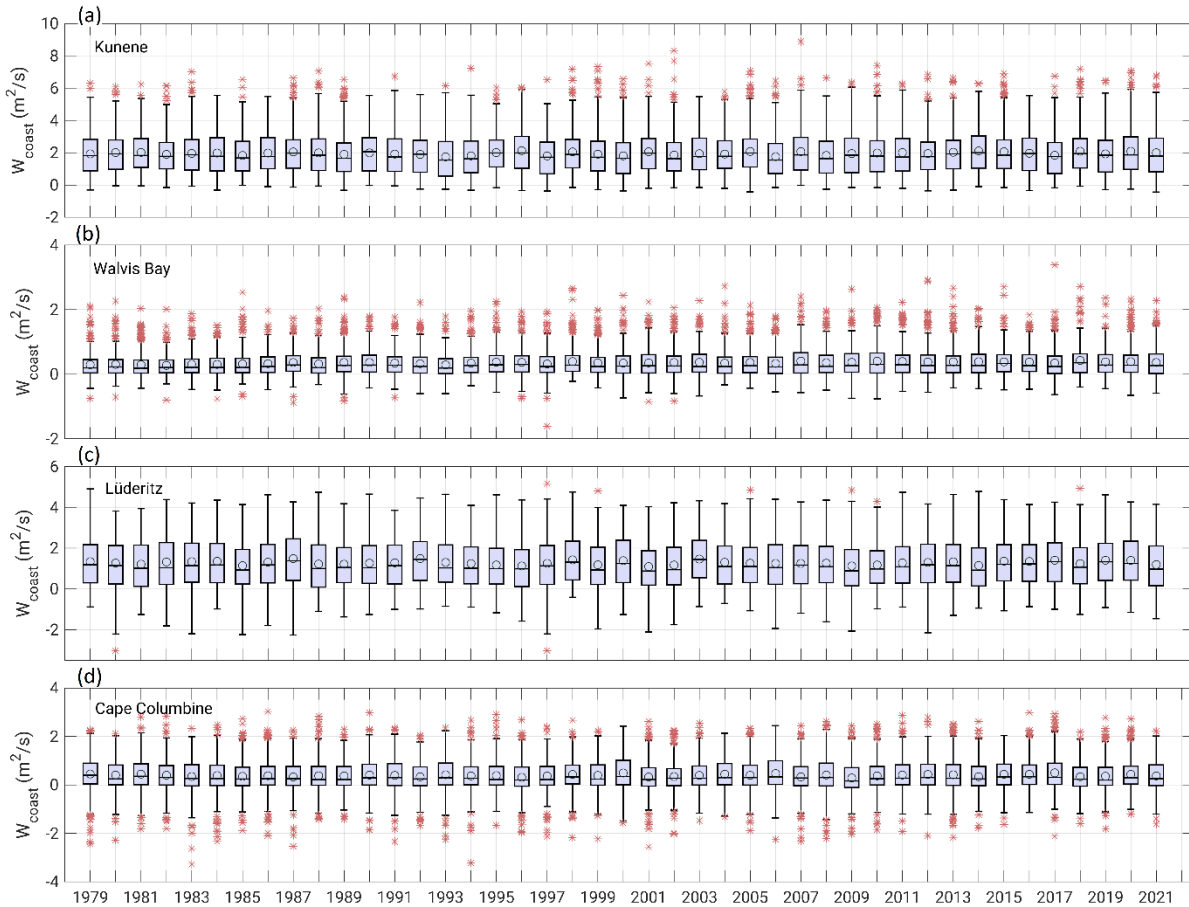 (a)
Kunene
W_coast (m²/s)
10
8
6
4
2
0
-2
(b)
Walvis Bay
W_coast (m²/s)
4
2
0
-2
(c)
Lüderitz
W_coast (m²/s)
6
4
2
0
-2
(d)
Cape Columbine
W_coast (m²/s)
4
2
0
-2
-4
1979 1981 1983 1985 1987 1989 1991 1993 1995 1997 1999 2001 2003 2005 2007 2009 2011 2013 2015 2017 2019 2021